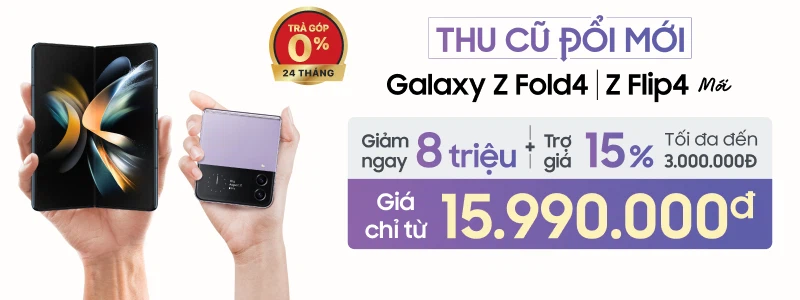 TRẢ GÓP
0%
24 THÁNG
THU CŨ ĐỔI MỚI
Galaxy Z Fold4 | Z Flip4 Mới
Giảm ngay 8 triệu + Trợ giá 15% Tối đa đến 3.000.000Đ
Giá chỉ từ 15.990.000đ